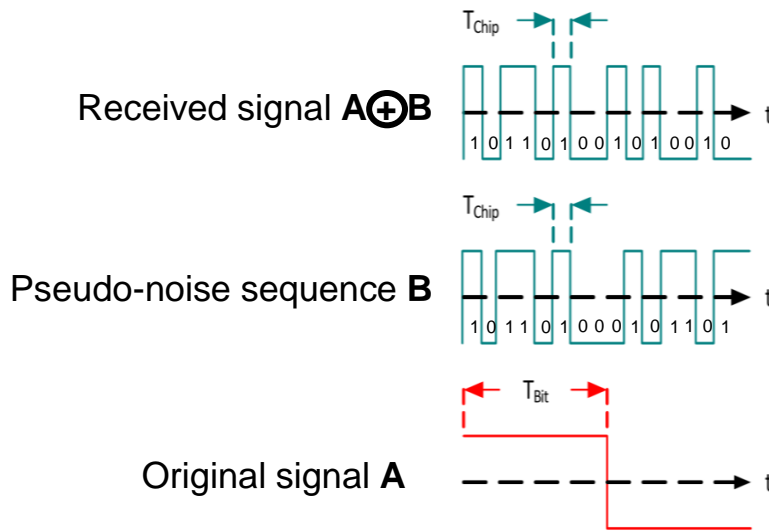 T_Chip
Received signal A⊕B
t
1 0 1 1 0 1 0 0 1 0 1 0 0 1 0
T_Chip
Pseudo-noise sequence B
t
1 0 1 1 0 1 0 0 0 1 0 1 1 0 1
T_Bit
Original signal A
t